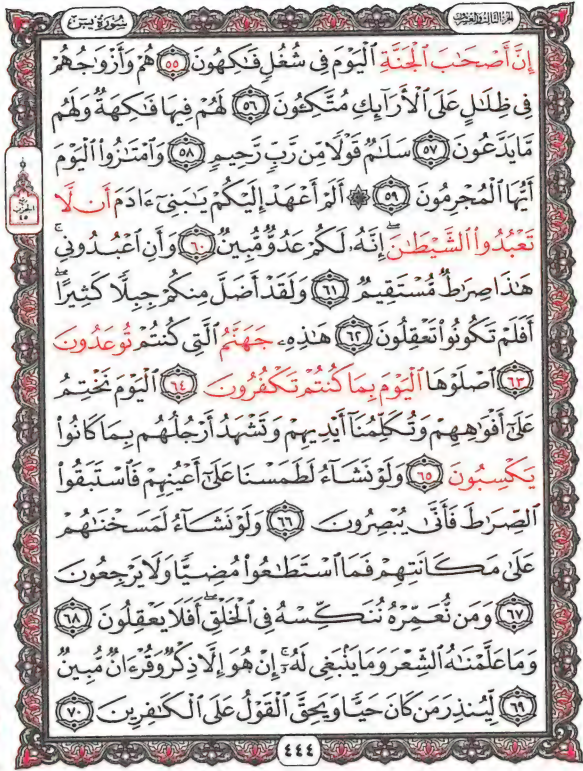 الجزء الثالث والعشرون
سُورَةُ يسٓ
إِنَّ أَصْحَٰبَ ٱلْجَنَّةِ ٱلْيَوْمَ فِى شُغُلٍ فَٰكِهُونَ ٥٥ هُمْ وَأَزْوَٰجُهُمْ
فِى ظِلَٰلٍ عَلَى ٱلْأَرَآئِكِ مُتَّكِـُٔونَ ٥٦ لَهُمْ فِيهَا فَٰكِهَةٌ وَلَهُم
مَّا يَدَّعُونَ ٥٧ سَلَٰمٌ قَوْلًا مِّن رَّبٍّ رَّحِيمٍ ٥٨ وَٱمْتَٰزُوا۟ ٱلْيَوْمَ
أَيُّهَا ٱلْمُجْرِمُونَ ٥٩ ۞ أَلَمْ أَعْهَدْ إِلَيْكُمْ يَٰبَنِىٓ ءَادَمَ أَن لَّا
تَعْبُدُوا۟ ٱلشَّيْطَٰنَ ۖ إِنَّهُۥ لَكُمْ عَدُوٌّ مُّبِينٌ ٦٠ وَأَنِ ٱعْبُدُونِى ۚ
هَٰذَا صِرَٰطٌ مُّسْتَقِيمٌ ٦١ وَلَقَدْ أَضَلَّ مِنكُمْ جِبِلًّا كَثِيرًا ۖ
أَفَلَمْ تَكُونُوا۟ تَعْقِلُونَ ٦٢ هَٰذِهِۦ جَهَنَّمُ ٱلَّتِى كُنتُمْ تُوعَدُونَ
٦٣ ٱصْلَوْهَا ٱلْيَوْمَ بِمَا كُنتُمْ تَكْفُرُونَ ٦٤ ٱلْيَوْمَ نَخْتِمُ
عَلَىٰٓ أَفْوَٰهِهِمْ وَتُكَلِّمُنَآ أَيْدِيهِمْ وَتَشْهَدُ أَرْجُلُهُم بِمَا كَانُوا۟
يَكْسِبُونَ ٦٥ وَلَوْ نَشَآءُ لَطَمَسْنَا عَلَىٰٓ أَعْيُنِهِمْ فَٱسْتَبَقُوا۟
ٱلصِّرَٰطَ فَأَنَّىٰ يُبْصِرُونَ ٦٦ وَلَوْ نَشَآءُ لَمَسَخْنَٰهُمْ
عَلَىٰ مَكَانَتِهِمْ فَمَا ٱسْتَطَٰعُوا۟ مُضِيًّا وَلَا يَرْجِعُونَ
٦٧ وَمَن نُّعَمِّرْهُ نُنَكِّسْهُ فِى ٱلْخَلْقِ ۖ أَفَلَا يَعْقِلُونَ ٦٨
وَمَا عَلَّمْنَٰهُ ٱلشِّعْرَ وَمَا يَنۢبَغِى لَهُۥٓ ۚ إِنْ هُوَ إِلَّا ذِكْرٌ وَقُرْءَانٌ مُّبِينٌ
٦٩ لِّيُنذِرَ مَن كَانَ حَيًّا وَيَحِقَّ ٱلْقَوْلُ عَلَى ٱلْكَٰفِرِينَ ٧٠
٤٤٤